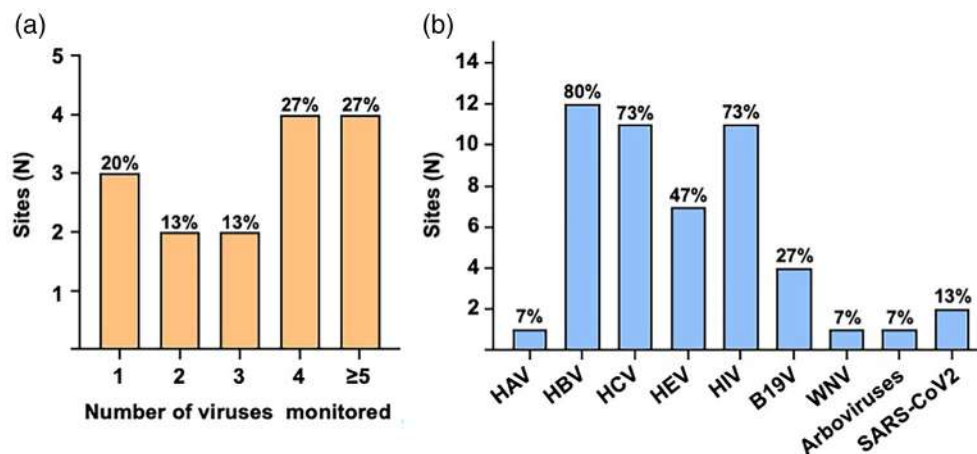 (a)
5
4
3
2
1
Sites (N)
20%
13%
13%
27%
27%
1 2 3 4 ≥5
Number of viruses monitored
(b)
14
12
10
8
6
4
2
Sites (N)
7%
80%
73%
47%
73%
27%
7%
7%
13%
HAV
HBV
HCV
HEV
HIV
B19V
WNV
Arboviruses
SARS-CoV2